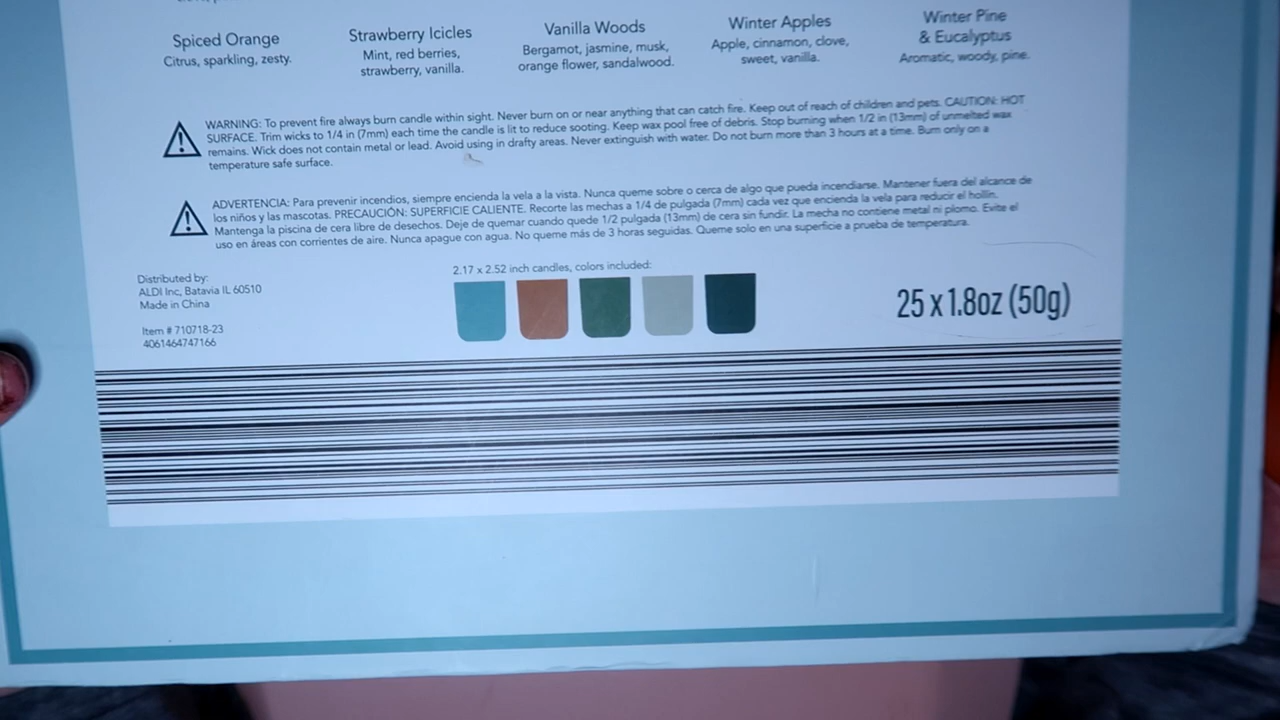 Spiced Orange
Citrus, sparkling, zesty.
Strawberry Icicles
Mint, red berries,
strawberry, vanilla.
Vanilla Woods
Bergamot, jasmine, musk,
orange flower, sandalwood.
Winter Apples
Apple, cinnamon, clove,
sweet, vanilla.
Winter Pine
& Eucalyptus
Aromatic, woody, pine.
WARNING: To prevent fire always burn candle within sight. Never burn on or near anything that can catch fire. Keep out of reach of children and pets. CAUTION: HOT
SURFACE. Trim wicks to 1/4 in (7mm) each time the candle is lit to reduce sooting. Keep wax pool free of debris. Stop burning when 1/2 in (13mm) of unmelted wax
remains. Wick does not contain metal or lead. Avoid using in drafty areas. Never extinguish with water. Do not burn more than 3 hours at a time. Burn only on a
temperature safe surface.
ADVERTENCIA: Para prevenir incendios, siempre encienda la vela a la vista. Nunca queme sobre o cerca de algo que pueda incendiarse. Mantener fuera del alcance de
los niños y las mascotas. PRECAUCIÓN: SUPERFICIE CALIENTE. Recorte las mechas a 1/4 de pulgada (7mm) cada vez que encienda la vela para reducir el hollín.
Mantenga la piscina de cera libre de desechos. Deje de quemar cuando quede 1/2 pulgada (13mm) de cera sin fundir. La mecha no contiene metal ni plomo. Evite el
uso en áreas con corrientes de aire. Nunca apague con agua. No queme más de 3 horas seguidas. Queme solo en una superficie a prueba de temperatura.
Distributed by:
ALDI Inc, Batavia IL 60510
Made in China
Item # 710718-23
4061464747166
2.17 x 2.52 inch candles, colors included:
25 x 1.8oz (50g)